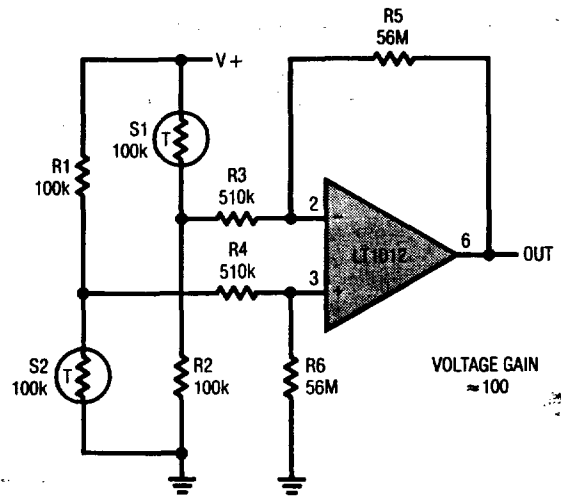 R5
56M
V+
S1
100k
T
R1
100k
R3
510k
2
−
LT1012
6
OUT
R4
510k
3
+
S2
100k
T
R2
100k
R6
56M
VOLTAGE GAIN
≈100